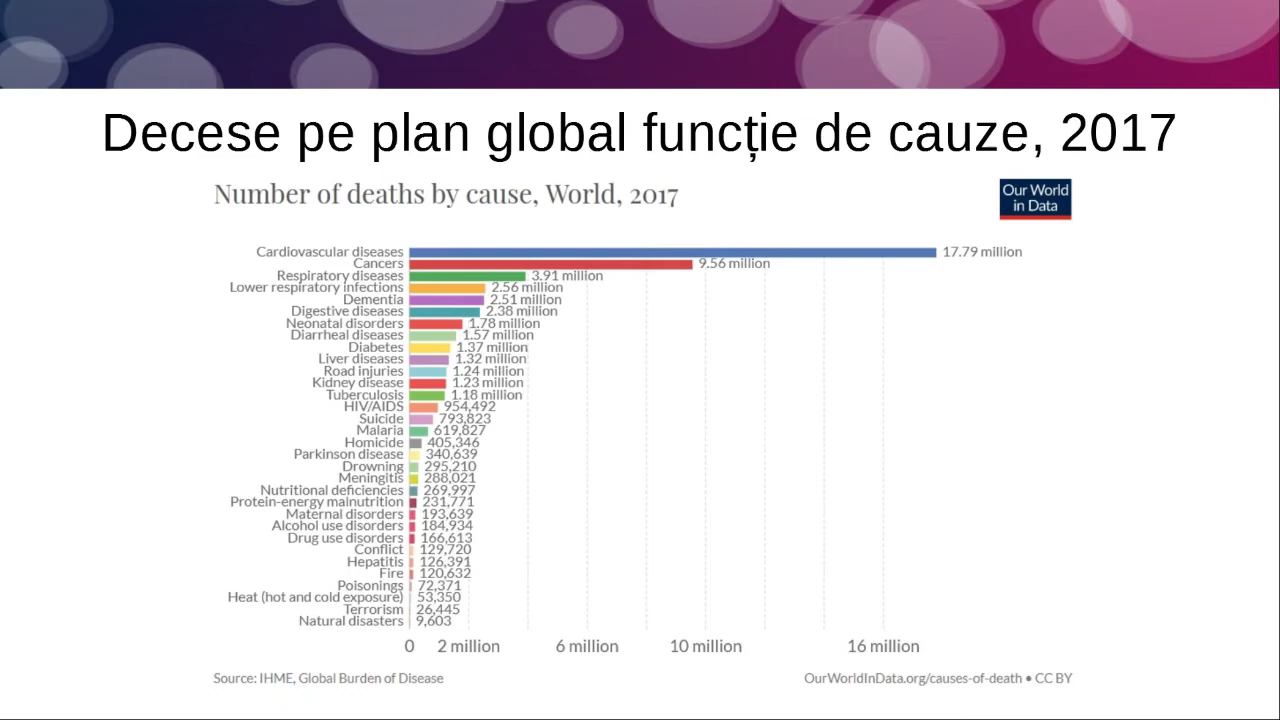 Decese pe plan global funcție de cauze, 2017
Number of deaths by cause, World, 2017
Our World
in Data
Cardiovascular diseases 17.79 million
Cancers 9.56 million
Respiratory diseases 3.91 million
Lower respiratory infections 2.56 million
Dementia 2.51 million
Digestive diseases 2.38 million
Neonatal disorders 1.78 million
Diarrheal diseases 1.57 million
Diabetes 1.37 million
Liver diseases 1.32 million
Road injuries 1.24 million
Kidney disease 1.23 million
Tuberculosis 1.18 million
HIV/AIDS 954,492
Suicide 793,823
Malaria 619,827
Homicide 405,346
Parkinson disease 340,639
Drowning 295,210
Meningitis 288,021
Nutritional deficiencies 269,997
Protein-energy malnutrition 231,771
Maternal disorders 193,639
Alcohol use disorders 184,934
Drug use disorders 166,613
Conflict 129,720
Hepatitis 126,391
Fire 120,632
Poisonings 72,371
Heat (hot and cold exposure) 53,350
Terrorism 26,445
Natural disasters 9,603
0 2 million 6 million 10 million 16 million
Source: IHME, Global Burden of Disease
OurWorldInData.org/causes-of-death • CC BY